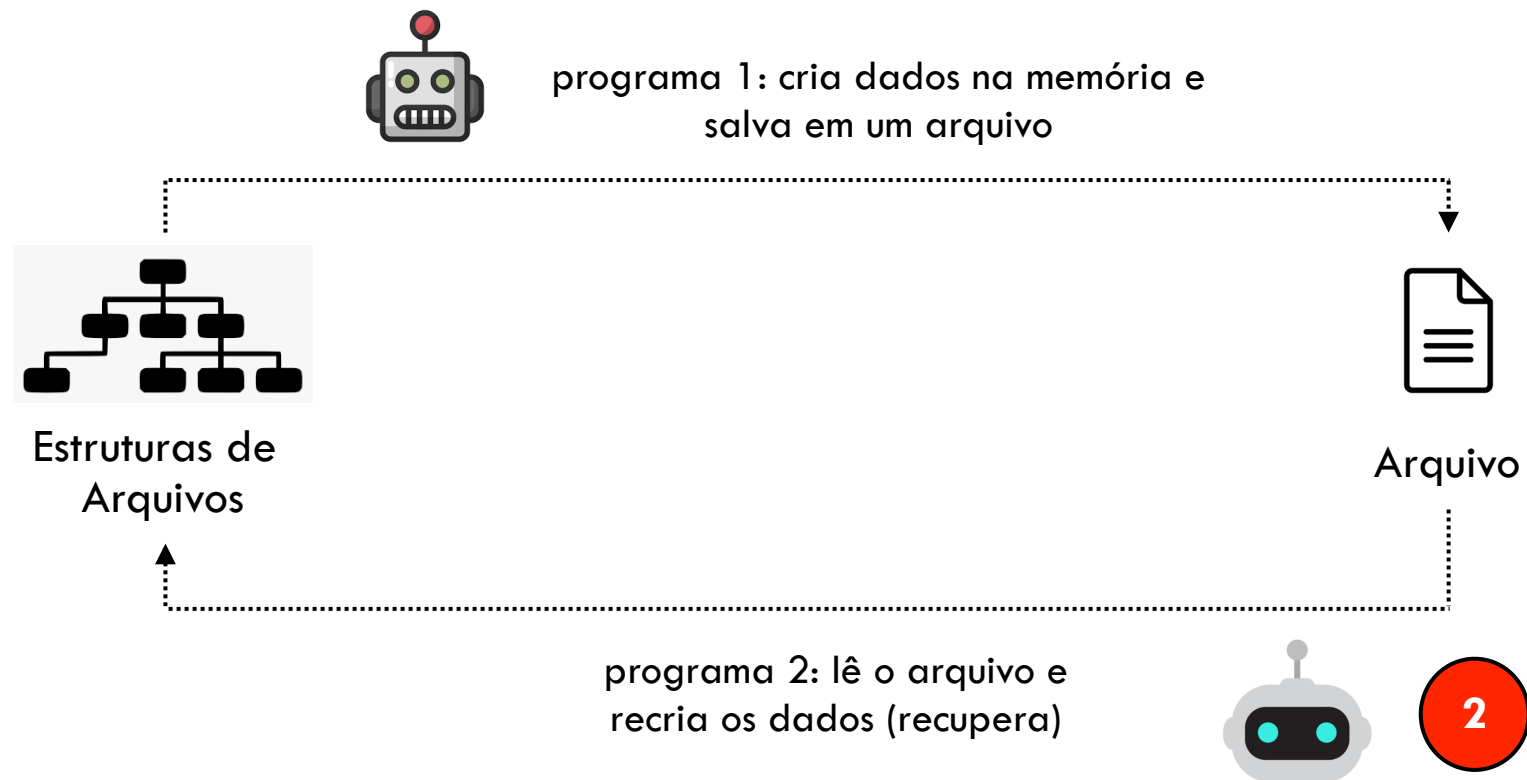 programa 1: cria dados na memória e
salva em um arquivo
Estruturas de
Arquivos
Arquivo
programa 2: lê o arquivo e
recria os dados (recupera)
2